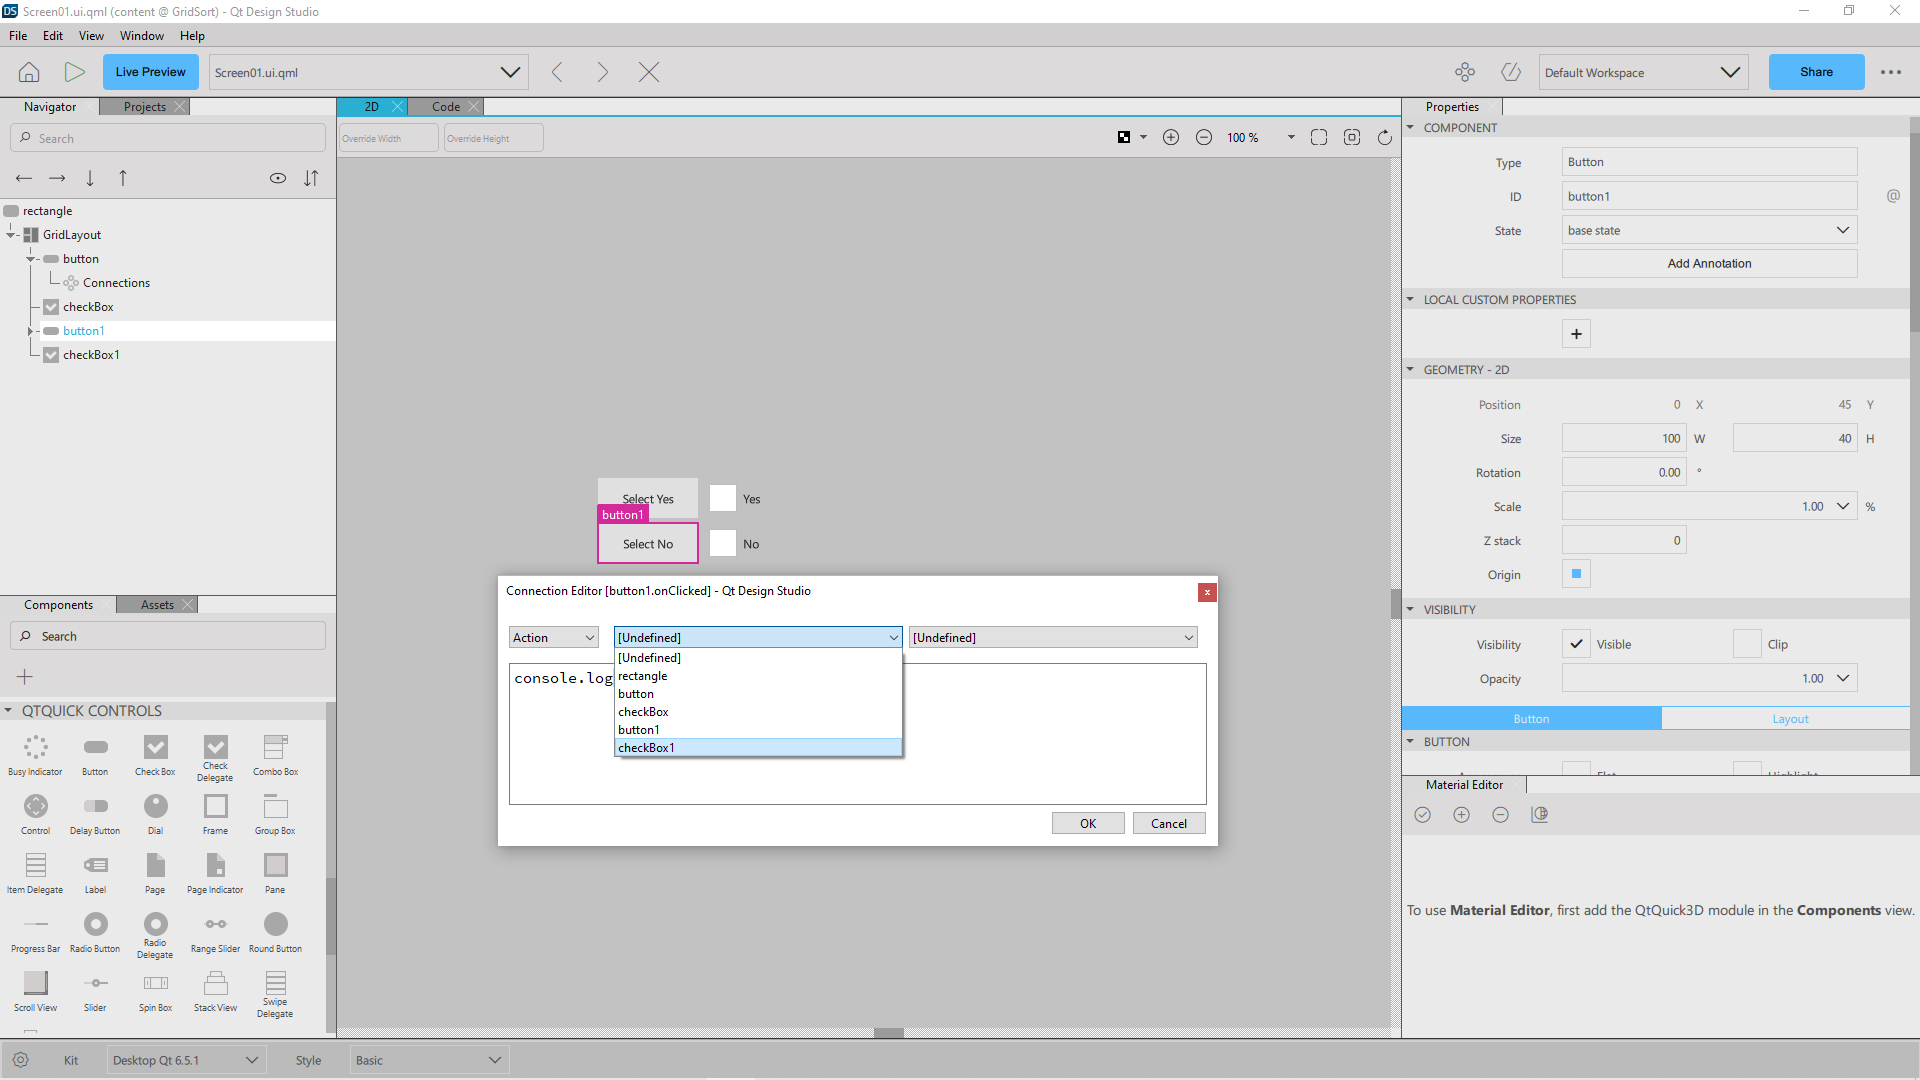 DS Screen01.ui.qml (content @ GridSort) - Qt Design Studio
File Edit View Window Help
Live Preview Screen01.ui.qml Default Workspace Share
Navigator Projects
Search
rectangle
GridLayout
button
Connections
checkBox
button1
checkBox1
Components Assets
Search
QTQUICK CONTROLS
Busy Indicator Button Check Box Check Delegate Combo Box
Control Delay Button Dial Frame Group Box
Item Delegate Label Page Page Indicator Pane
Progress Bar Radio Button Radio Delegate Range Slider Round Button
Scroll View Slider Spin Box Stack View Swipe Delegate
2D Code
Override Width Override Height 100 %
Select Yes Yes
button1
Select No No
Connection Editor [button1.onClicked] - Qt Design Studio
x
Action [Undefined] [Undefined]
[Undefined]
rectangle
button
checkBox
button1
checkBox1
console.log
OK Cancel
Properties
COMPONENT
Type Button
ID button1 @
State base state
Add Annotation
LOCAL CUSTOM PROPERTIES
+
GEOMETRY - 2D
Position 0 X 45 Y
Size 100 W 40 H
Rotation 0.00 °
Scale 1.00 %
Z stack 0
Origin
VISIBILITY
Visibility Visible Clip
Opacity 1.00
Button Layout
BUTTON
Material Editor
To use Material Editor, first add the QtQuick3D module in the Components view.
Kit Desktop Qt 6.5.1 Style Basic